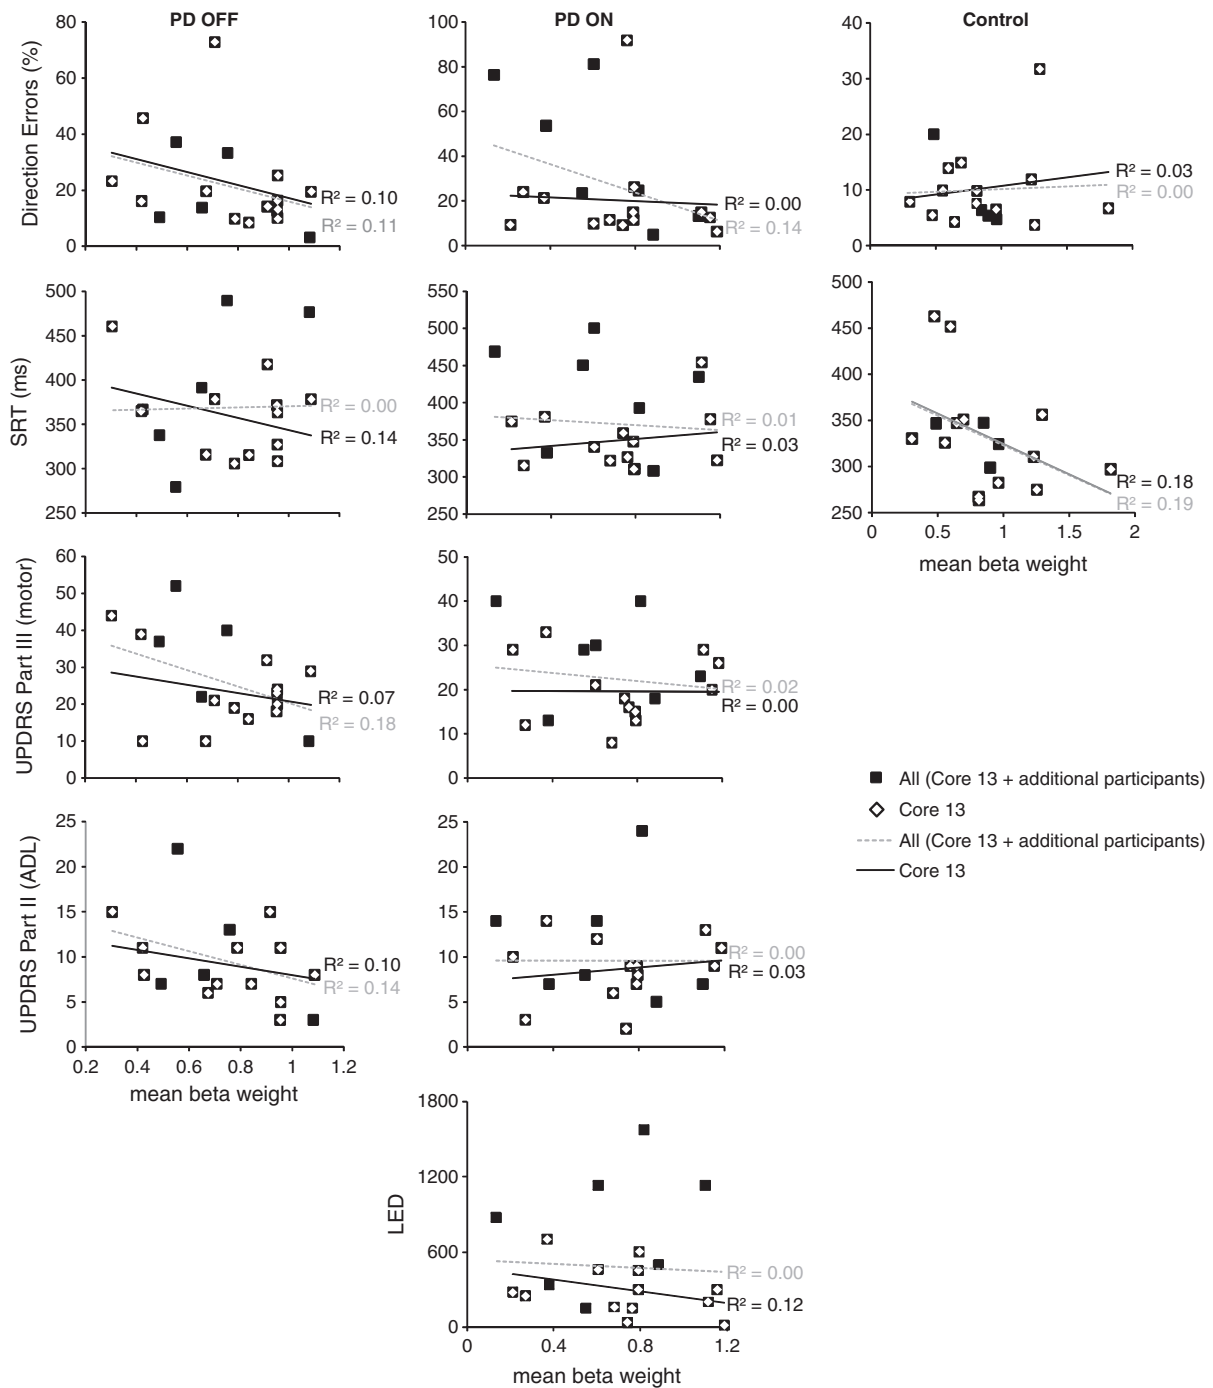 PD OFF
PD ON
Control
Direction Errors (%)
80
60
40
20
0
R² = 0.10
R² = 0.11
100
80
60
40
20
0
R² = 0.00
R² = 0.14
40
30
20
10
0
R² = 0.03
R² = 0.00
SRT (ms)
500
450
400
350
300
250
R² = 0.00
R² = 0.14
550
500
450
400
350
300
250
R² = 0.01
R² = 0.03
500
450
400
350
300
250
R² = 0.18
R² = 0.19
0
0.5
1
1.5
2
mean beta weight
UPDRS Part III (motor)
60
50
40
30
20
10
0
R² = 0.07
R² = 0.18
50
40
30
20
10
0
R² = 0.02
R² = 0.00
All (Core 13 + additional participants)
Core 13
All (Core 13 + additional participants)
Core 13
UPDRS Part II (ADL)
25
20
15
10
5
0
R² = 0.10
R² = 0.14
0.2
0.4
0.6
0.8
1
1.2
mean beta weight
25
20
15
10
5
0
R² = 0.00
R² = 0.03
LED
1800
1200
600
0
R² = 0.00
R² = 0.12
0
0.4
0.8
1.2
mean beta weight